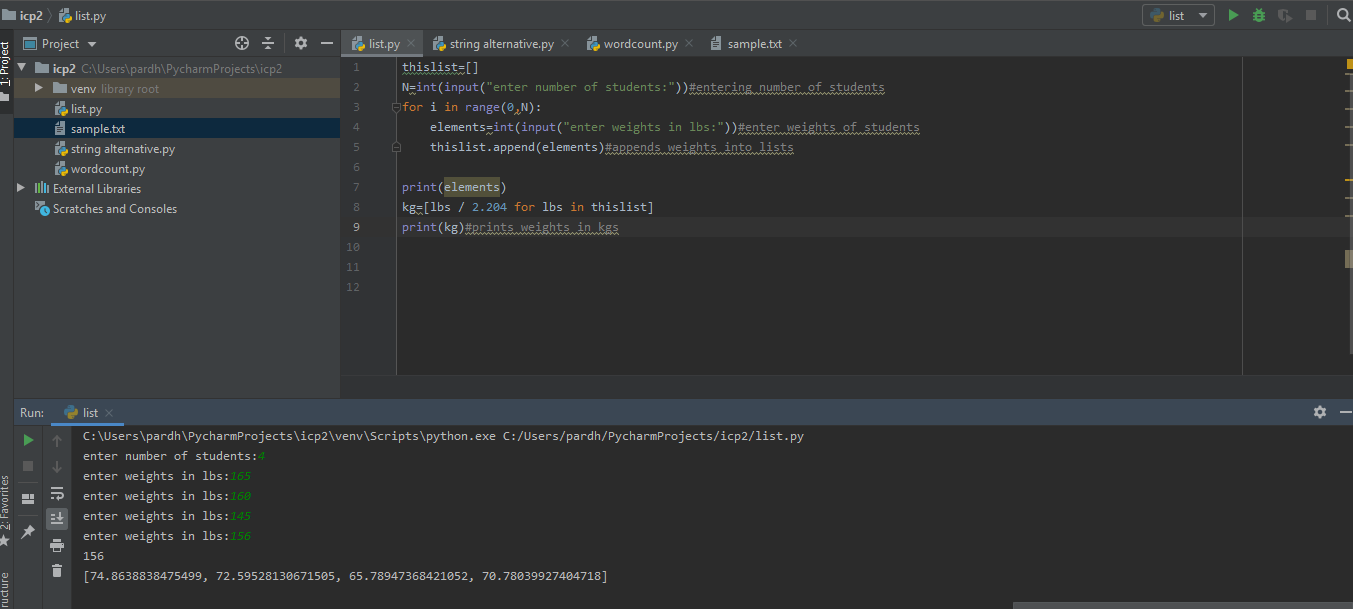 icp2 list.py list
Project
list.py string alternative.py wordcount.py sample.txt
1: Project
icp2 C:\Users\pardh\PycharmProjects\icp2
venv library root
list.py
sample.txt
string alternative.py
wordcount.py
External Libraries
Scratches and Consoles
1 thislist=[]
2 N=int(input("enter number of students:"))#entering number of students
3 for i in range(0,N):
4 elements=int(input("enter weights in lbs:"))#enter weights of students
5 thislist.append(elements)#appends weights into lists
6
7 print(elements)
8 kg=[lbs / 2.204 for lbs in thislist]
9 print(kg)#prints weights in kgs
10
11
12
Run: list
C:\Users\pardh\PycharmProjects\icp2\venv\Scripts\python.exe C:/Users/pardh/PycharmProjects/icp2/list.py
enter number of students:4
enter weights in lbs:165
enter weights in lbs:160
enter weights in lbs:145
enter weights in lbs:156
156
[74.8638838475499, 72.59528130671505, 65.78947368421052, 70.78039927404718]
2: Favorites
ructure